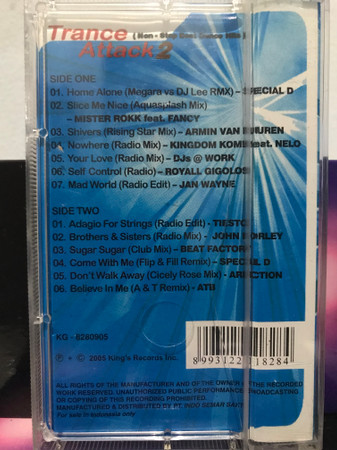 Trance ( Non - Stop Best Dance Hits )
Attack 2
SIDE ONE
01. Home Alone (Megara vs DJ Lee RMX) – SPECIAL D
02. Slice Me Nice (Aquasplash Mix)
– MISTER ROKK feat. FANCY
03. Shivers (Rising Star Mix) – ARMIN VAN BUUREN
04. Nowhere (Radio Mix) – KINGDOM KOME feat. NELO
05. Your Love (Radio Mix) – DJs @ WORK
06. Self Control (Radio) – ROYALL GIGOLOS
07. Mad World (Radio Edit) – JAN WAYNE
SIDE TWO
01. Adagio For Strings (Radio Edit) – TIESTO
02. Brothers & Sisters (Radio Mix) – JOHN MORLEY
03. Sugar Sugar (Club Mix) – BEAT FACTORY
04. Come With Me (Flip & Fill Remix) – SPECIAL D
05. Don't Walk Away (Cicely Rose Mix) –
06. Believe In Me (A & T Remix) – ATB
KG - 8280905
Ⓟ • © 2005 King's Records Inc.
8 993122 18284
ALL RIGHTS OF THE MANUFACTURER AND OF THE OWNER OF THE RECORDED
WORK RESERVED. UNAUTHORIZED PUBLIC PERFORMANCE, BROADCASTING
OR COPYING OF THIS RECORDING PROHIBITED
MANUFACTURED & DISTRIBUTED BY PT. INDO SEMAR SAKTI
For sale in Indonesia only